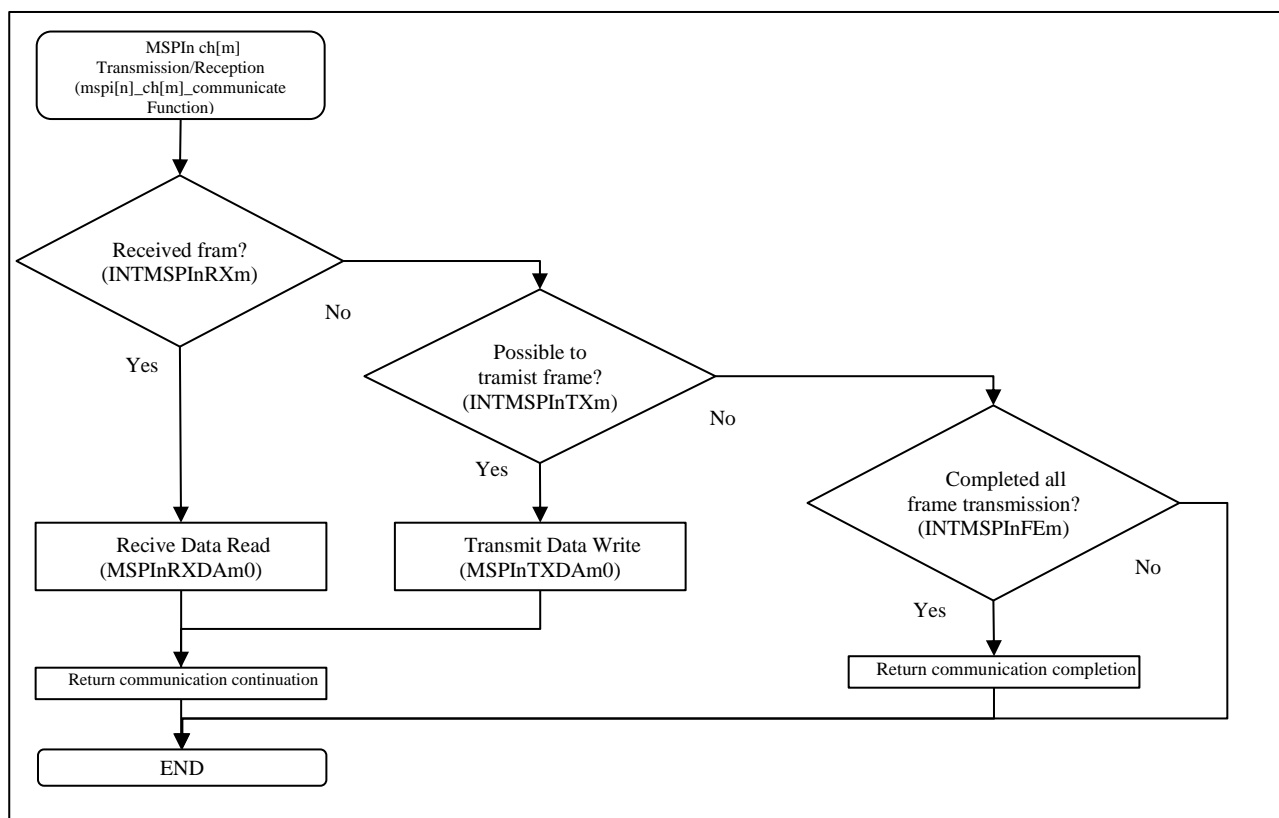 MSPIn ch[m]
Transmission/Reception
(mspi[n]_ch[m]_communicate
Function)
Received fram?
(INTMSPInRXm)
No
Yes
Possible to
tramist frame?
(INTMSPInTXm)
No
Yes
Completed all
frame transmission?
(INTMSPInFEm)
No
Yes
Recive Data Read
(MSPInRXDAm0)
Transmit Data Write
(MSPInTXDAm0)
Return communication continuation
Return communication completion
END